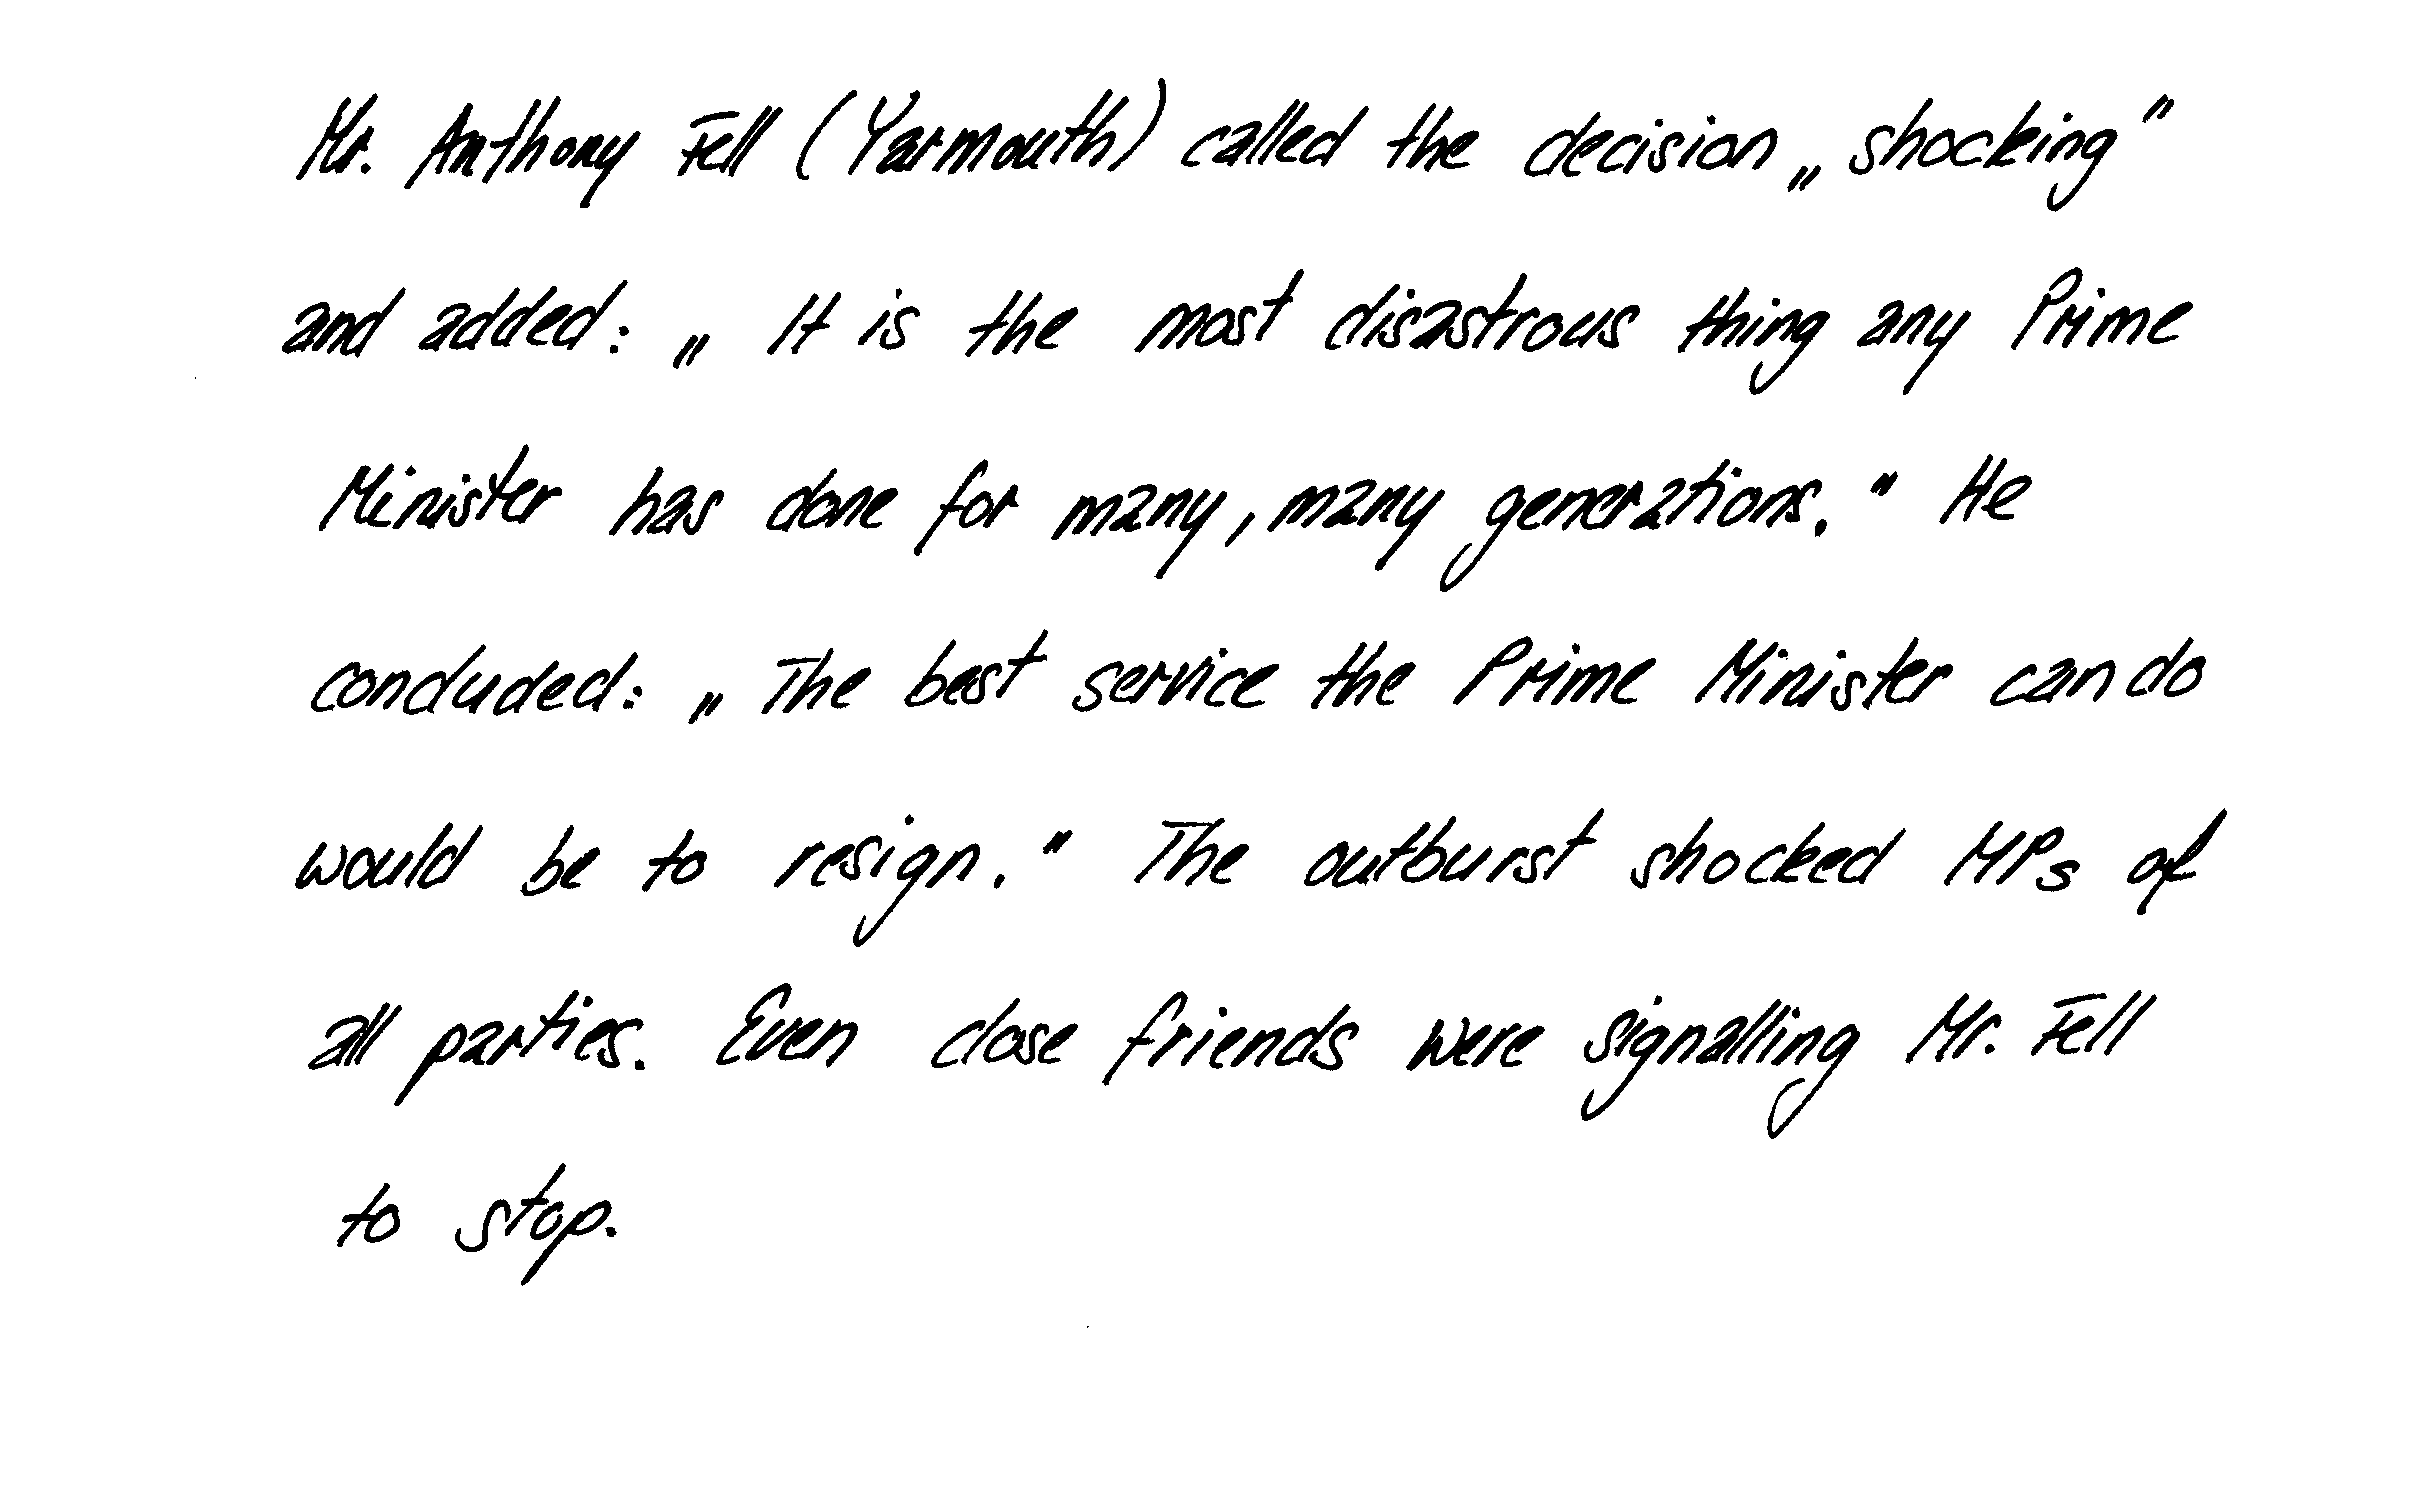 Mr. Anthony Fell (Yarmouth) called the decision „shocking"
and added: „It is the most disastrous thing any Prime
Minister has done for many, many generations." He
concluded: „The best service the Prime Minister can do
would be to resign." The outburst shocked MPs of
all parties. Even close friends were signalling Mr. Fell
to stop.